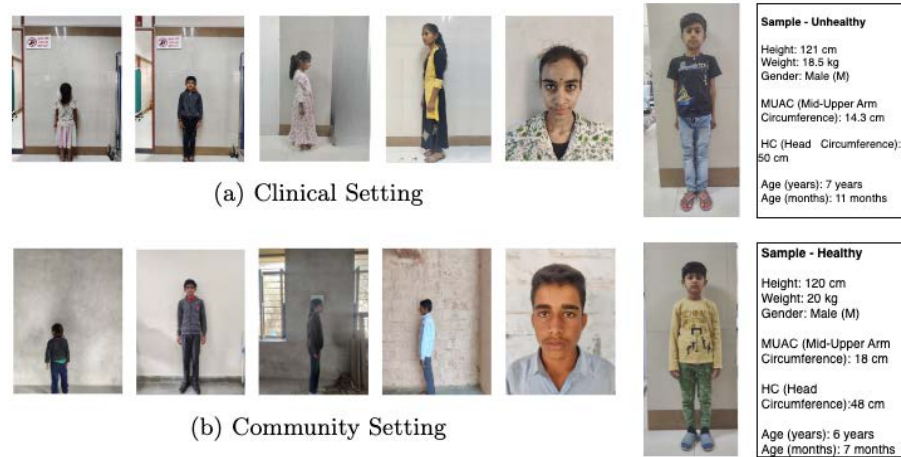 Sample - Unhealthy
Height: 121 cm
Weight: 18.5 kg
Gender: Male (M)
MUAC (Mid-Upper Arm
Circumference): 14.3 cm
HC (Head Circumference):
50 cm
Age (years): 7 years
Age (months): 11 months
(a) Clinical Setting
Sample - Healthy
Height: 120 cm
Weight: 20 kg
Gender: Male (M)
MUAC (Mid-Upper Arm
Circumference): 18 cm
HC (Head
Circumference):48 cm
Age (years): 6 years
Age (months): 7 months
(b) Community Setting